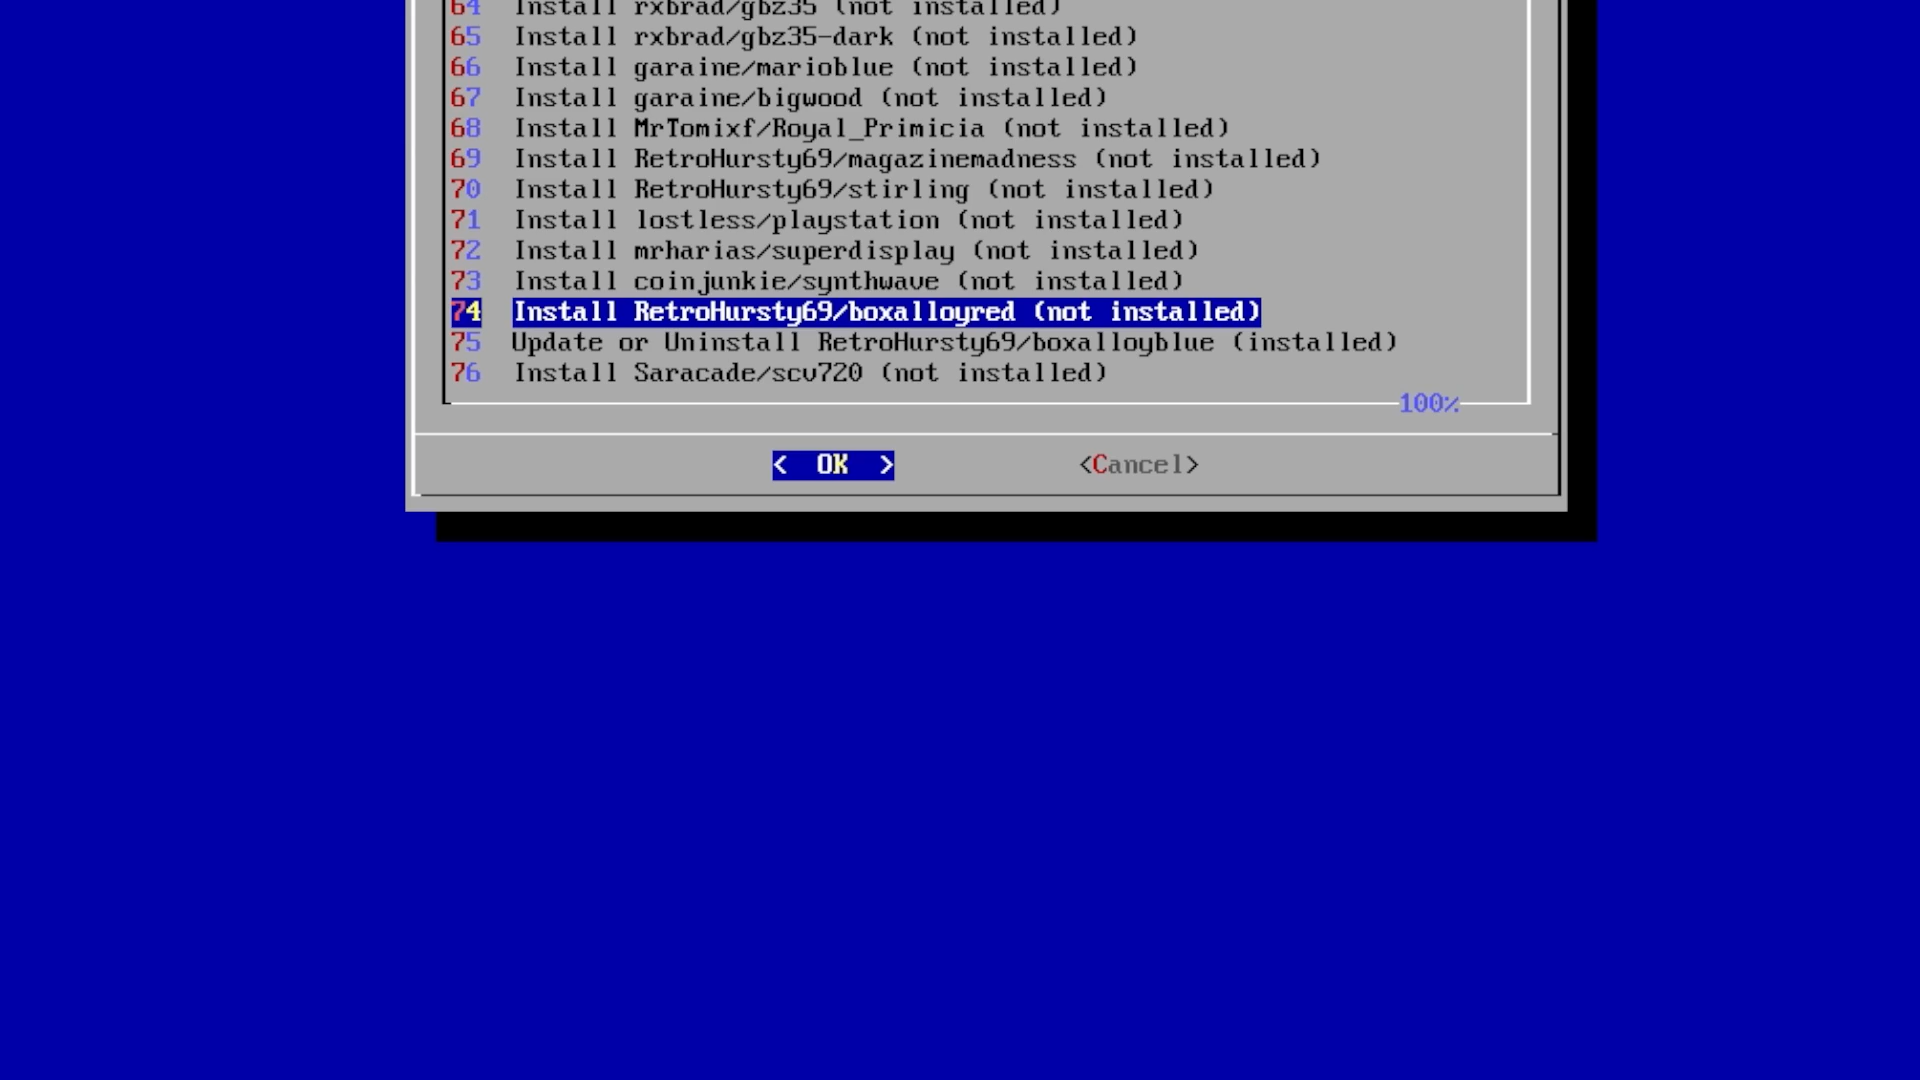 64 Install rxbrad/gbz35 (not installed)
65 Install rxbrad/gbz35-dark (not installed)
66 Install garaine/marioblue (not installed)
67 Install garaine/bigwood (not installed)
68 Install MrTomixf/Royal_Primicia (not installed)
69 Install RetroHursty69/magazinemadness (not installed)
70 Install RetroHursty69/stirling (not installed)
71 Install lostless/playstation (not installed)
72 Install mrharias/superdisplay (not installed)
73 Install coinjunkie/synthwave (not installed)
74 Install RetroHursty69/boxalloyred (not installed)
75 Update or Uninstall RetroHursty69/boxalloyblue (installed)
76 Install Saracade/scv720 (not installed)
100%
< OK > <Cancel>